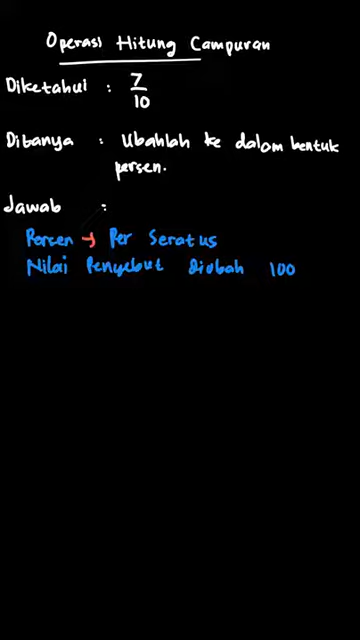 Operasi Hitung Campuran
Diketahui : 7/10
Ditanya : Ubahlah ke dalam bentuk
persen.
Jawab :
Persen → Per Seratus
Nilai Penyebut Diubah 100